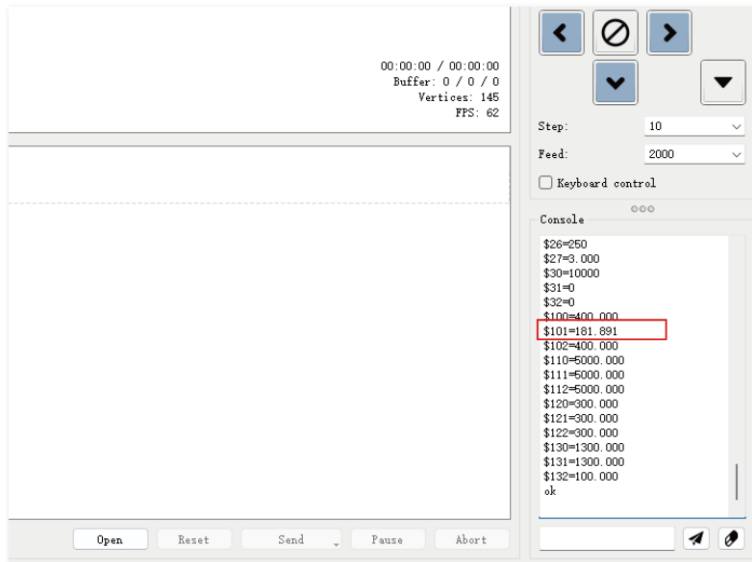 00:00:00 / 00:00:00
Buffer: 0 / 0 / 0
Vertices: 145
FPS: 62
Step: 10
Feed: 2000
Keyboard control
Console
$26=250
$27=3.000
$30=10000
$31=0
$32=0
$100=400.000
$101=181.891
$102=400.000
$110=5000.000
$111=5000.000
$112=5000.000
$120=300.000
$121=300.000
$122=300.000
$130=1300.000
$131=1300.000
$132=100.000
ok
Open Reset Send Pause Abort